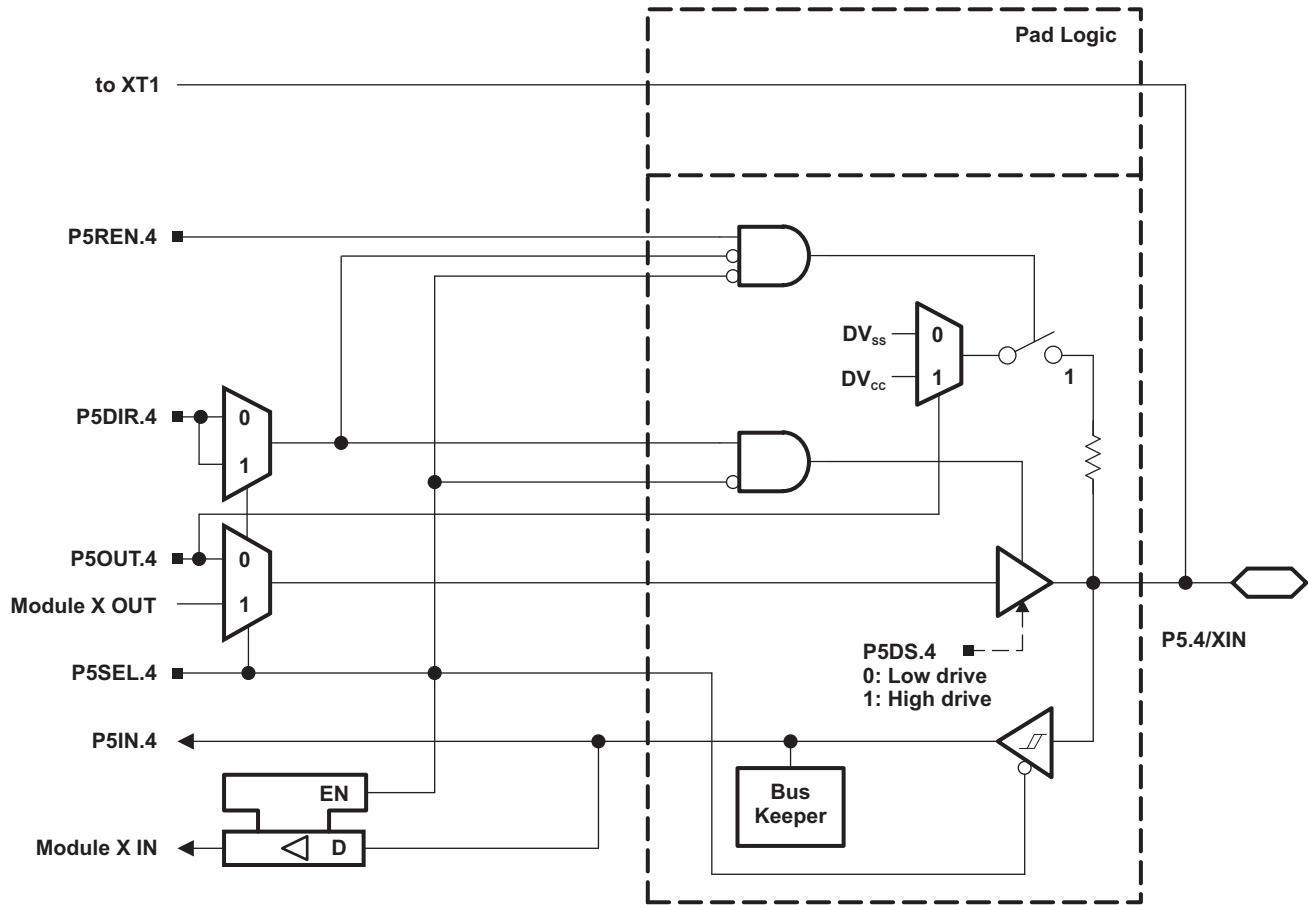 Pad Logic
to XT1
P5REN.4
DVSS
0
DVCC
1
1
P5DIR.4
0
1
P5OUT.4
0
Module X OUT
1
P5DS.4
0: Low drive
1: High drive
P5.4/XIN
P5SEL.4
P5IN.4
Bus
Keeper
EN
Module X IN
D